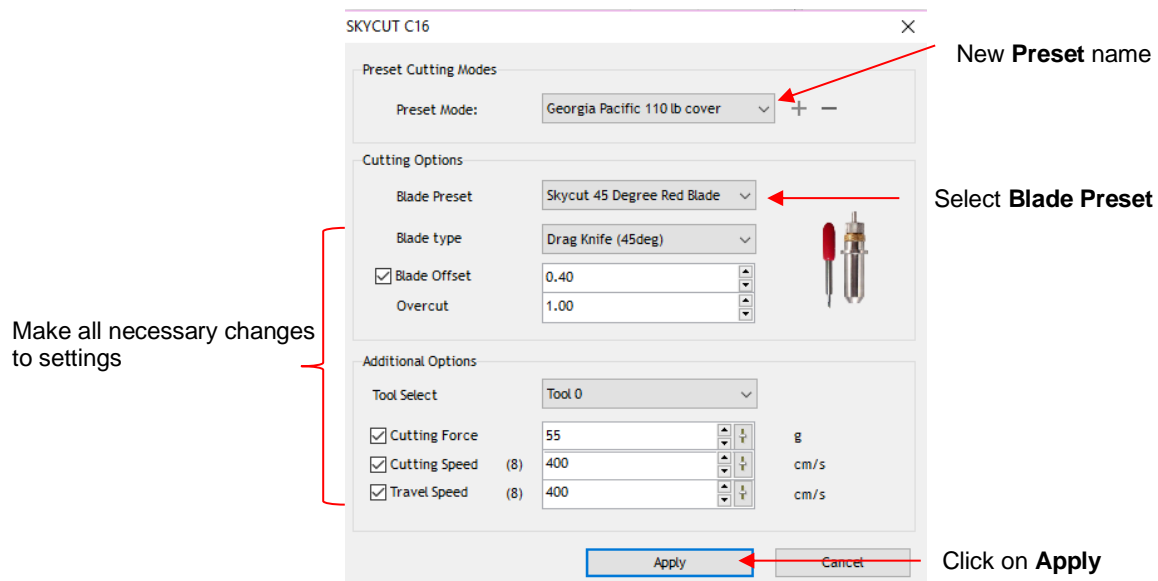 SKYCUT C16
New Preset name
Preset Cutting Modes
Preset Mode: Georgia Pacific 110 lb cover
Cutting Options
Blade Preset Skycut 45 Degree Red Blade
Select Blade Preset
Blade type Drag Knife (45deg)
Blade Offset 0.40
Overcut 1.00
Make all necessary changes
to settings
Additional Options
Tool Select Tool 0
Cutting Force 55 g
Cutting Speed (8) 400 cm/s
Travel Speed (8) 400 cm/s
Apply Cancel
Click on Apply